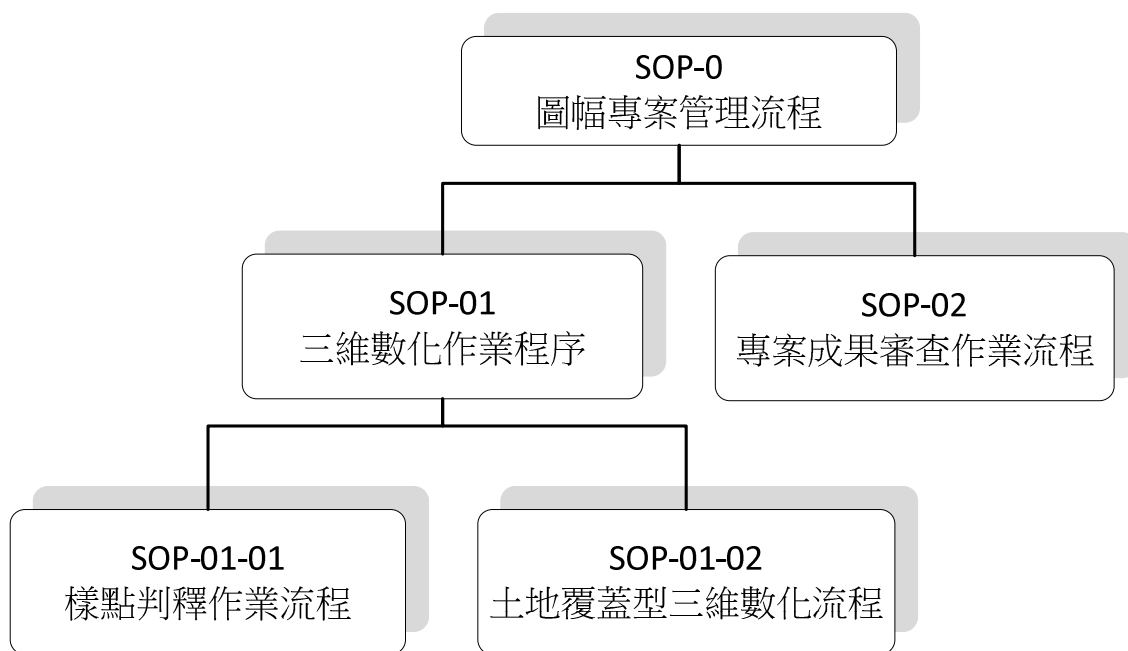 SOP-0
圖幅專案管理流程
SOP-01
三維數化作業程序
SOP-02
專案成果審查作業流程
SOP-01-01
樣點判釋作業流程
SOP-01-02
土地覆蓋型三維數化流程